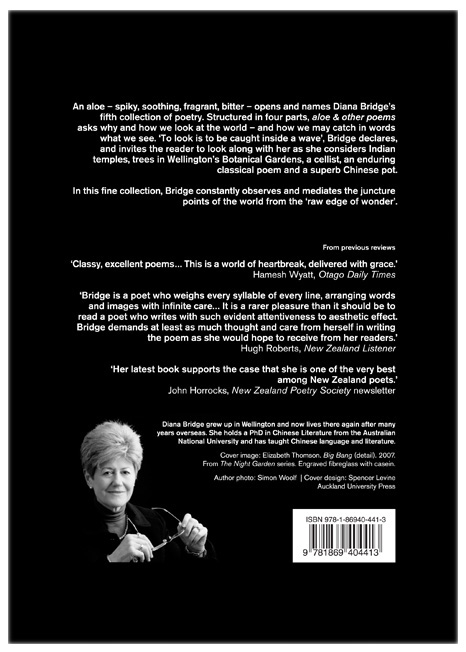 An aloe – spiky, soothing, fragrant, bitter – opens and names Diana Bridge's
fifth collection of poetry. Structured in four parts, aloe & other poems
asks why and how we look at the world – and how we may catch in words
what we see. 'To look is to be caught inside a wave', Bridge declares,
and invites the reader to look along with her as she considers Indian
temples, trees in Wellington's Botanical Gardens, a cellist, an enduring
classical poem and a superb Chinese pot.
In this fine collection, Bridge constantly observes and mediates the juncture
points of the world from the 'raw edge of wonder'.
From previous reviews
'Classy, excellent poems... This is a world of heartbreak, delivered with grace.'
Hamesh Wyatt, Otago Daily Times
'Bridge is a poet who weighs every syllable of every line, arranging words
and images with infinite care... It is a rarer pleasure than it should be to
read a poet who writes with such evident attentiveness to aesthetic effect.
Bridge demands at least as much thought and care from herself in writing
the poem as she would hope to receive from her readers.'
Hugh Roberts, New Zealand Listener
'Her latest book supports the case that she is one of the very best
among New Zealand poets.'
John Horrocks, New Zealand Poetry Society newsletter
Diana Bridge grew up in Wellington and now lives there again after many
years overseas. She holds a PhD in Chinese Literature from the Australian
National University and has taught Chinese language and literature.
Cover image: Elizabeth Thomson. Big Bang (detail). 2007.
From The Night Garden series. Engraved fibreglass with casein.
Author photo: Simon Woolf | Cover design: Spencer Levine
Auckland University Press
ISBN 978-1-86940-441-3
9 781869 404413